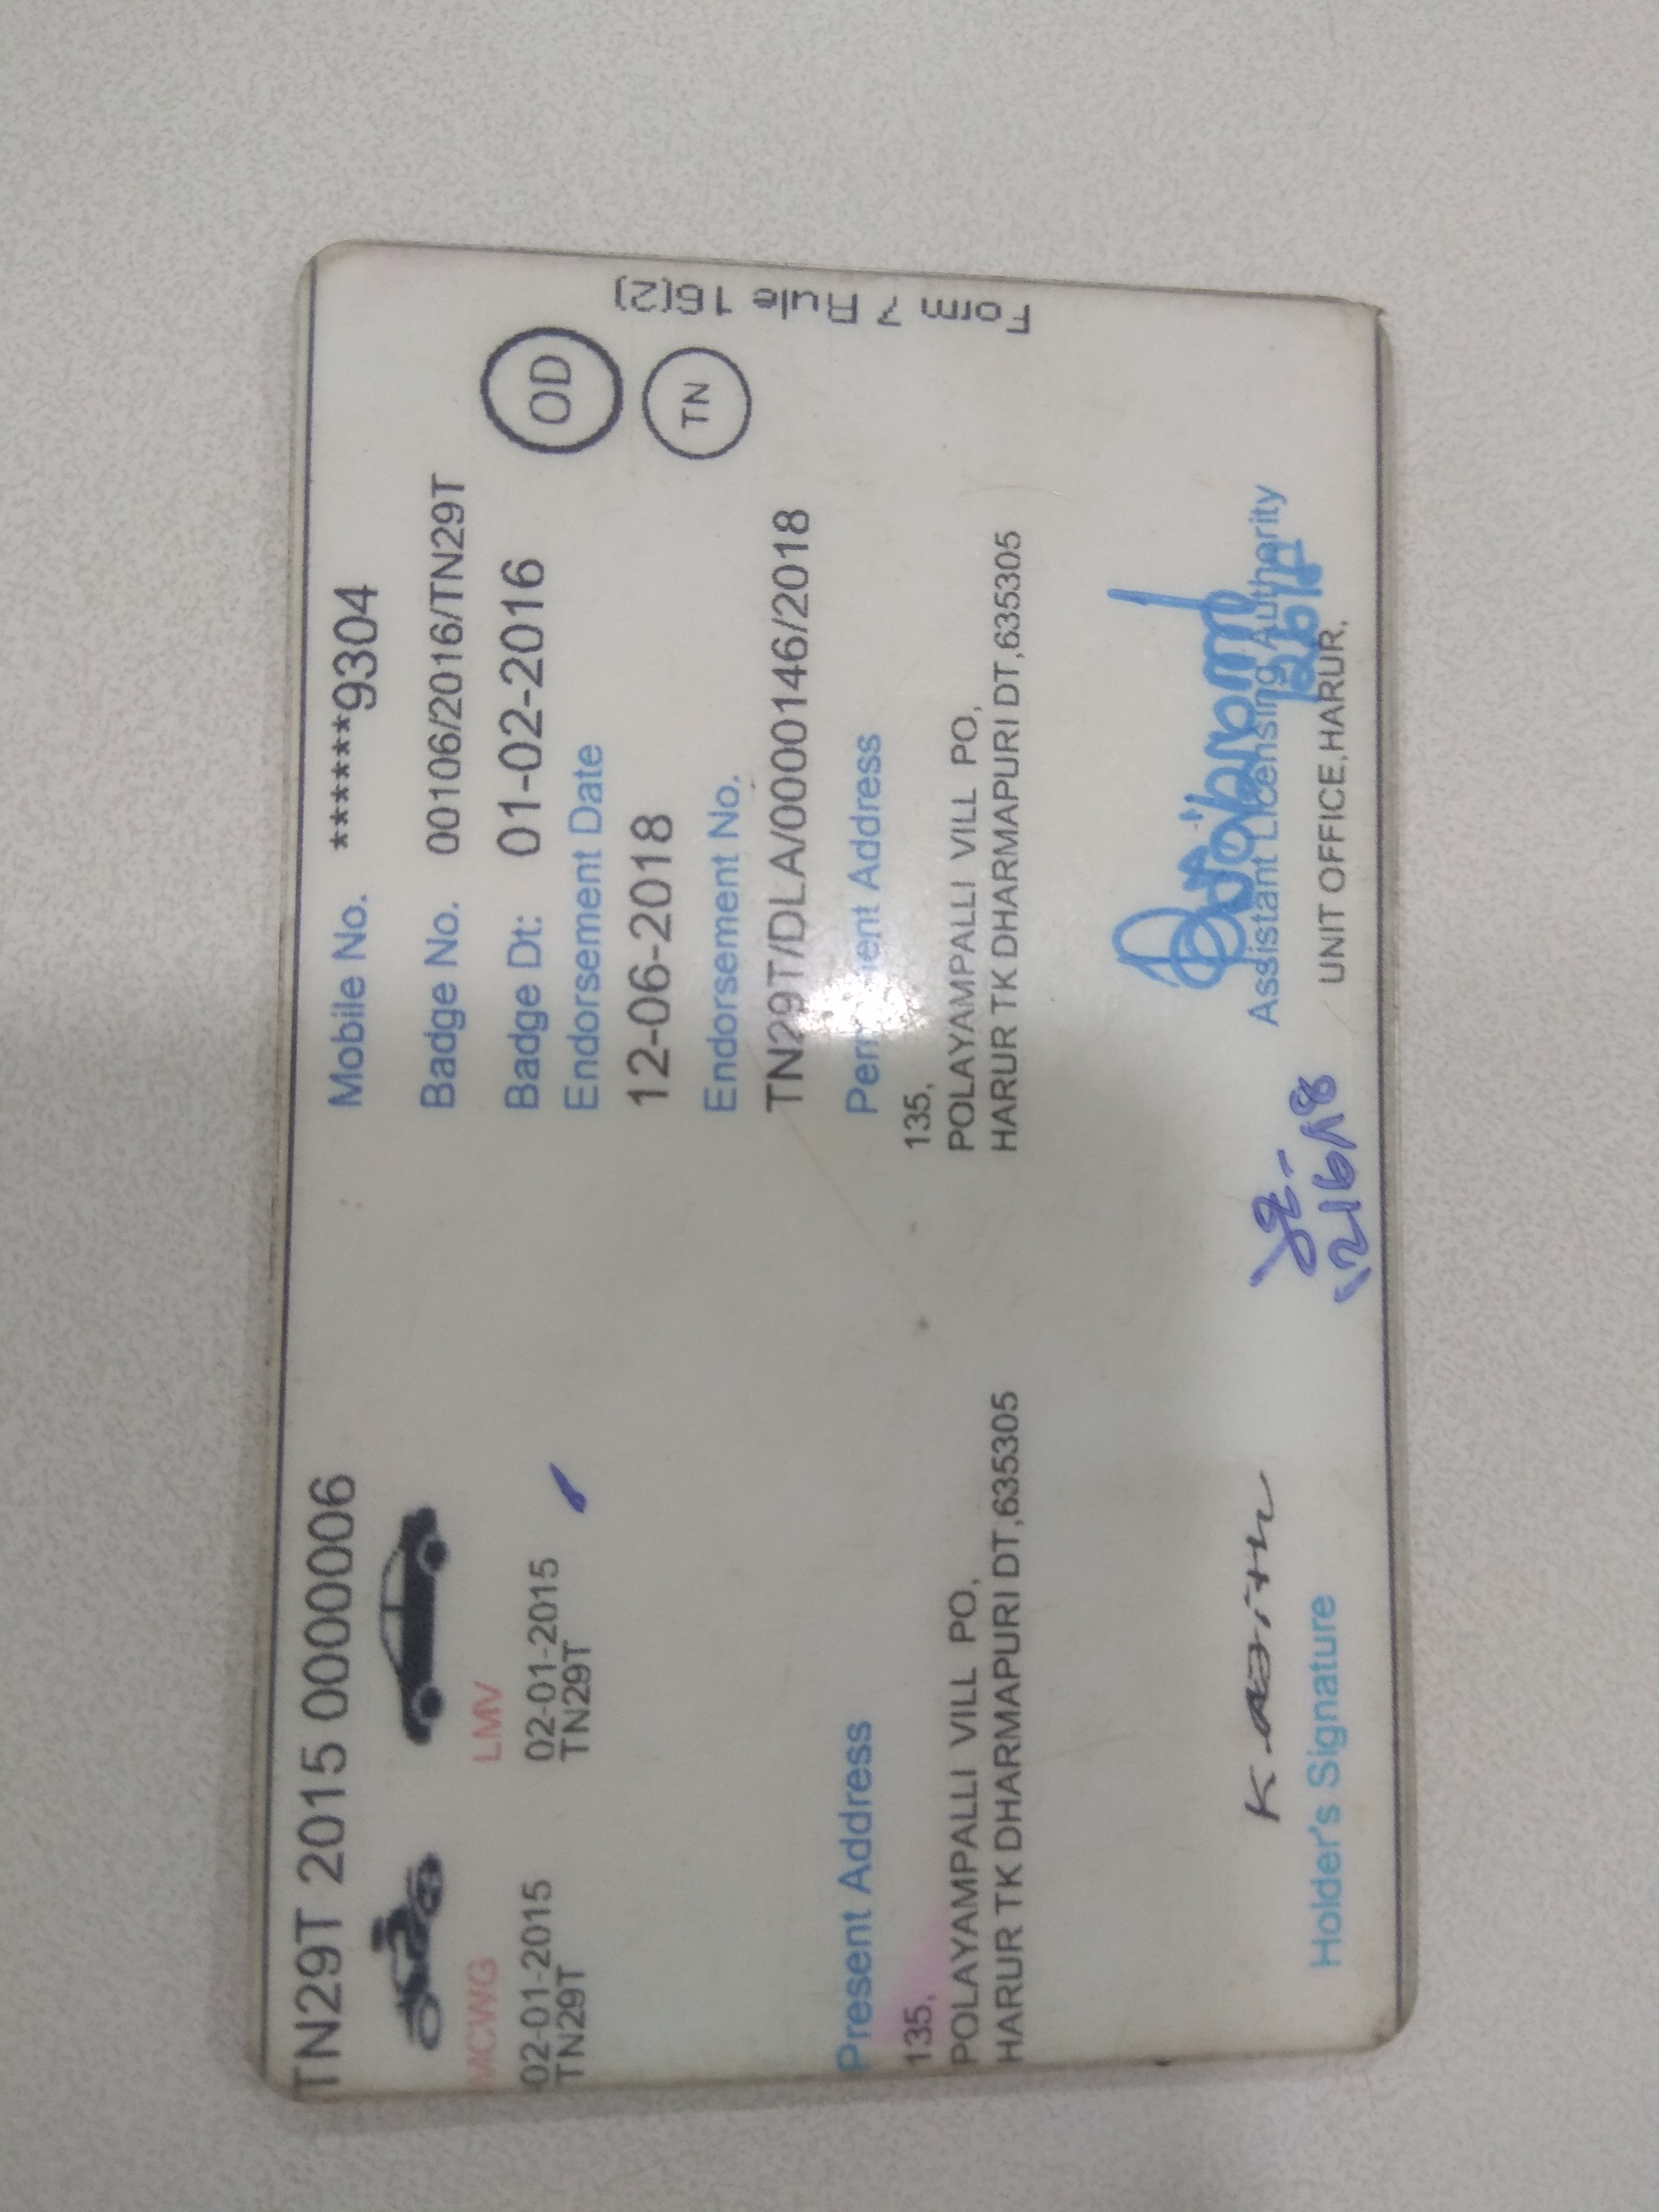 TN29T 2015 0000006
MCWG
02-01-2015
TN29T
LMV
02-01-2015
TN29T
Mobile No. ******9304
Badge No. 00106/2016/TN29T
Badge Dt: 01-02-2016
Endorsement Date
12-06-2018
Endorsement No.
TN29T/DLA/0000146/2018
OD
TN
Form 7 Rule 16(2)
Present Address
135,
POLAYAMPALLI VILL PO,
HARUR TK DHARMAPURI DT,635305
Permanent Address
135,
POLAYAMPALLI VILL PO,
HARUR TK DHARMAPURI DT,635305
Holder's Signature
Assistant Licensing Authority
UNIT OFFICE,HARUR.